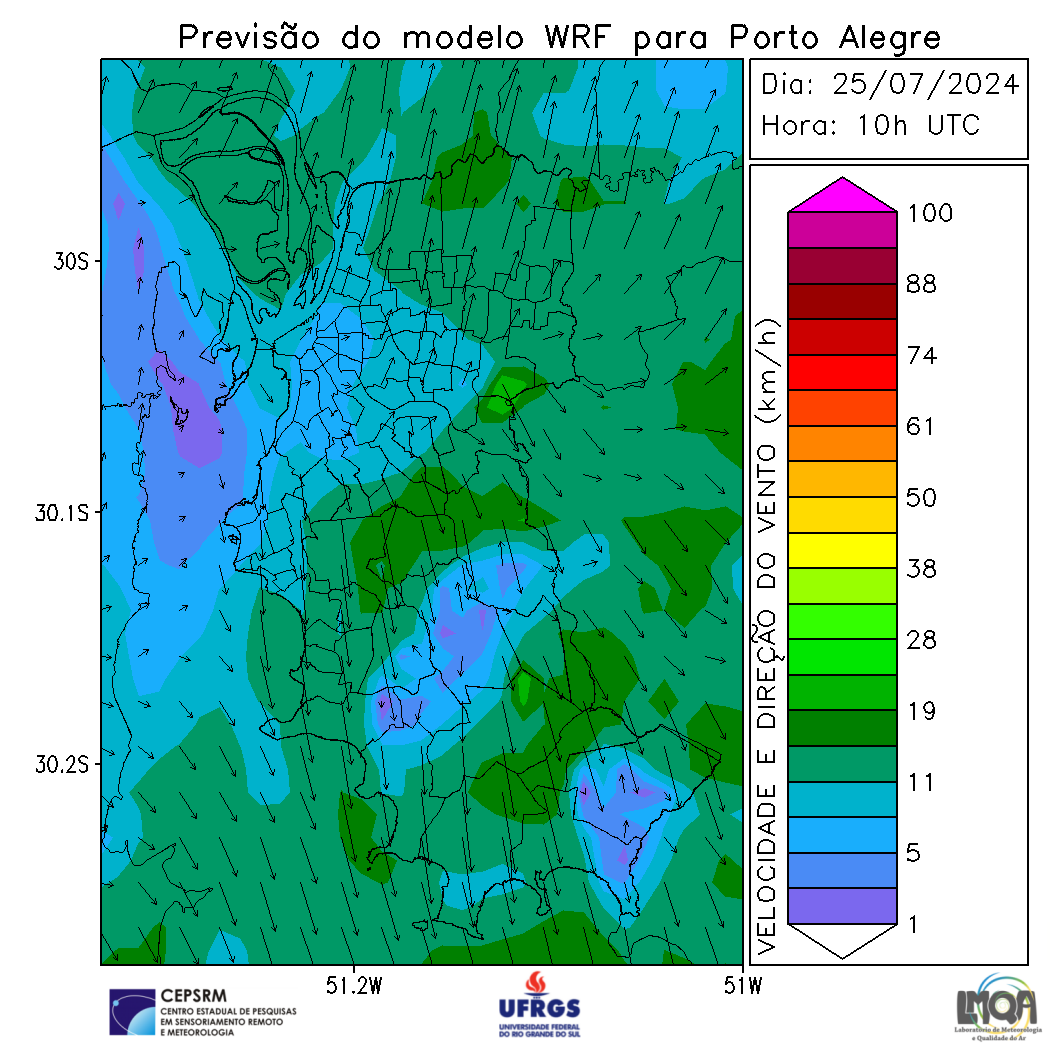 Previsão do modelo WRF para Porto Alegre
Dia: 25/07/2024
Hora: 10h UTC
30S
30.1S
30.2S
51.2W
51W
VELOCIDADE E DIREÇÃO DO VENTO (km/h)
100
88
74
61
50
38
28
19
11
5
1
CEPSRM
CENTRO ESTADUAL DE PESQUISAS
EM SENSORIAMENTO REMOTO
E METEOROLOGIA
UFRGS
UNIVERSIDADE FEDERAL
DO RIO GRANDE DO SUL
LMQA
Laboratório de Meteorologia
e Qualidade do Ar